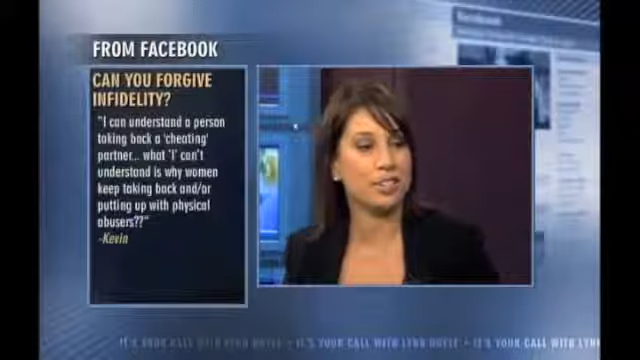 FROM FACEBOOK
CAN YOU FORGIVE
INFIDELITY?
"I can understand a person
taking back a 'cheating'
partner... what 'I' can't
understand is why women
keep taking back and/or
putting up with physical
abusers??"
-Kevin
IT'S YOUR CALL WITH LYNN DOYLE • IT'S YOUR CALL WITH LYNN DOYLE • IT'S YOUR CALL WITH LYNN